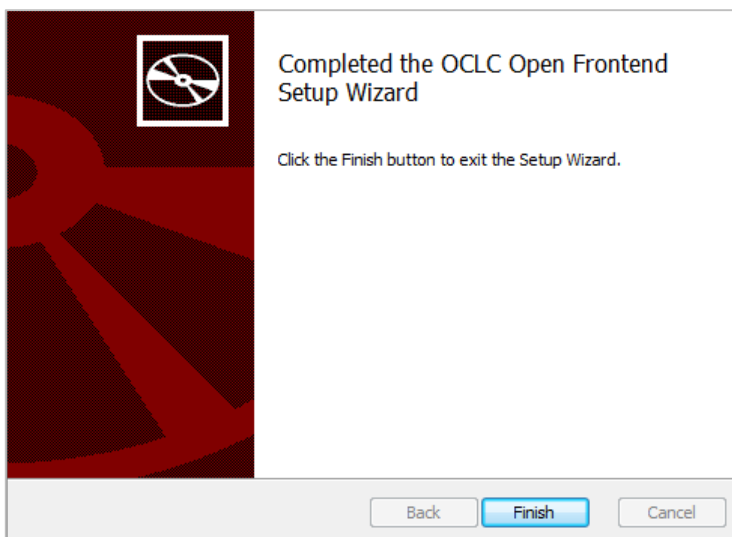 Completed the OCLC Open Frontend
Setup Wizard
Click the Finish button to exit the Setup Wizard.
Back
Finish
Cancel